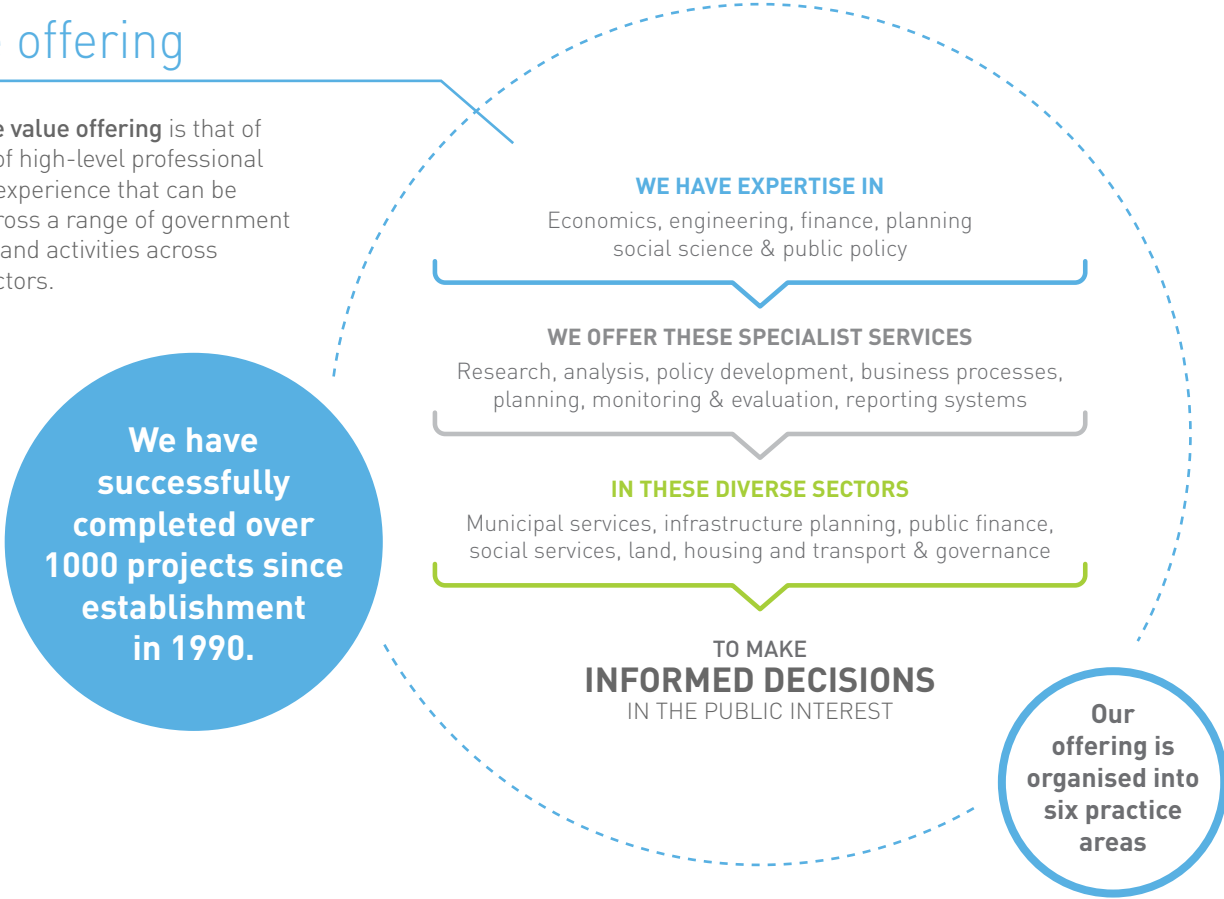 offering
value offering is that of
of high-level professional
experience that can be
across a range of government
and activities across
sectors.
WE HAVE EXPERTISE IN
Economics, engineering, finance, planning
social science & public policy
WE OFFER THESE SPECIALIST SERVICES
Research, analysis, policy development, business processes,
planning, monitoring & evaluation, reporting systems
IN THESE DIVERSE SECTORS
Municipal services, infrastructure planning, public finance,
social services, land, housing and transport & governance
TO MAKE
INFORMED DECISIONS
IN THE PUBLIC INTEREST
We have
successfully
completed over
1000 projects since
establishment
in 1990.
Our
offering is
organised into
six practice
areas